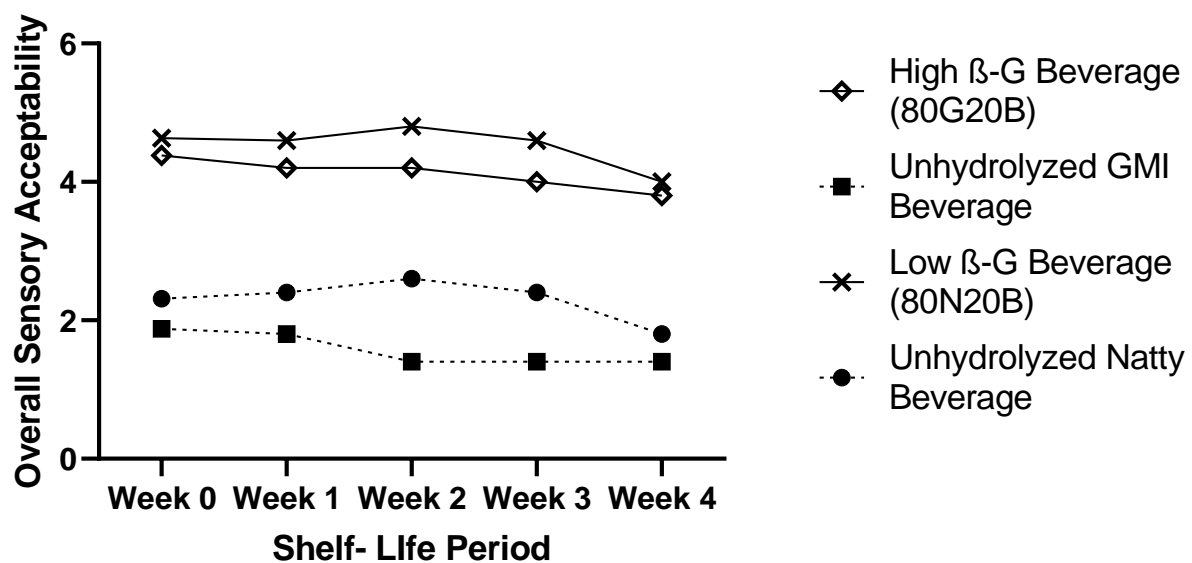 Overall Sensory Acceptability
6
4
2
0
Week 0 Week 1 Week 2 Week 3 Week 4
Shelf- LIfe Period
High ß-G Beverage
(80G20B)
Unhydrolyzed GMI
Beverage
Low ß-G Beverage
(80N20B)
Unhydrolyzed Natty
Beverage